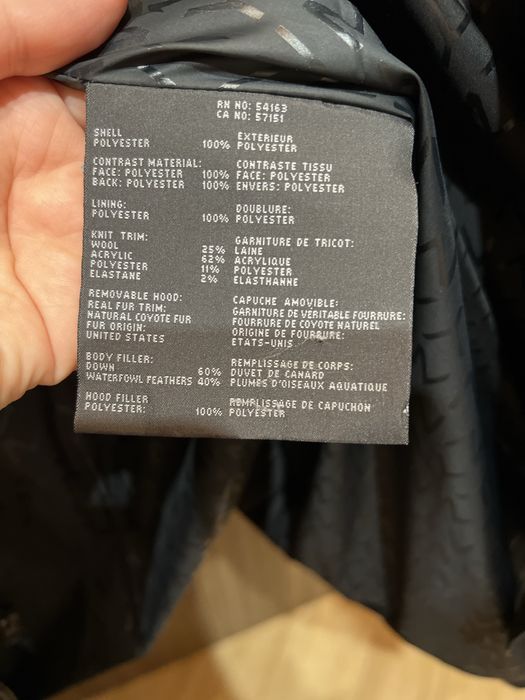 RN NO: 54163
CA NO: 57151
SHELL EXTERIEUR
POLYESTER 100% POLYESTER
CONTRAST MATERIAL: CONTRASTE TISSU
FACE: POLYESTER 100% FACE: POLYESTER
BACK: POLYESTER 100% ENVERS: POLYESTER
LINING: DOUBLURE:
POLYESTER 100% POLYESTER
KNIT TRIM: GARNITURE DE TRICOT:
WOOL 25% LAINE
ACRYLIC 62% ACRYLIQUE
POLYESTER 11% POLYESTER
ELASTANE 2% ELASTHANNE
REMOVABLE HOOD: CAPUCHE AMOVIBLE:
REAL FUR TRIM: GARNITURE DE VERITABLE FOURRURE:
NATURAL COYOTE FUR FOURRURE DE COYOTE NATUREL
FUR ORIGIN: ORIGINE DE FOURRURE:
UNITED STATES ETATS-UNIS
BODY FILLER: REMPLISSAGE DE CORPS:
DOWN 60% DUVET DE CANARD
WATERFOWL FEATHERS 40% PLUMES D'OISEAUX AQUATIQUE
HOOD FILLER REMPLISSAGE DE CAPUCHON
POLYESTER: 100% POLYESTER